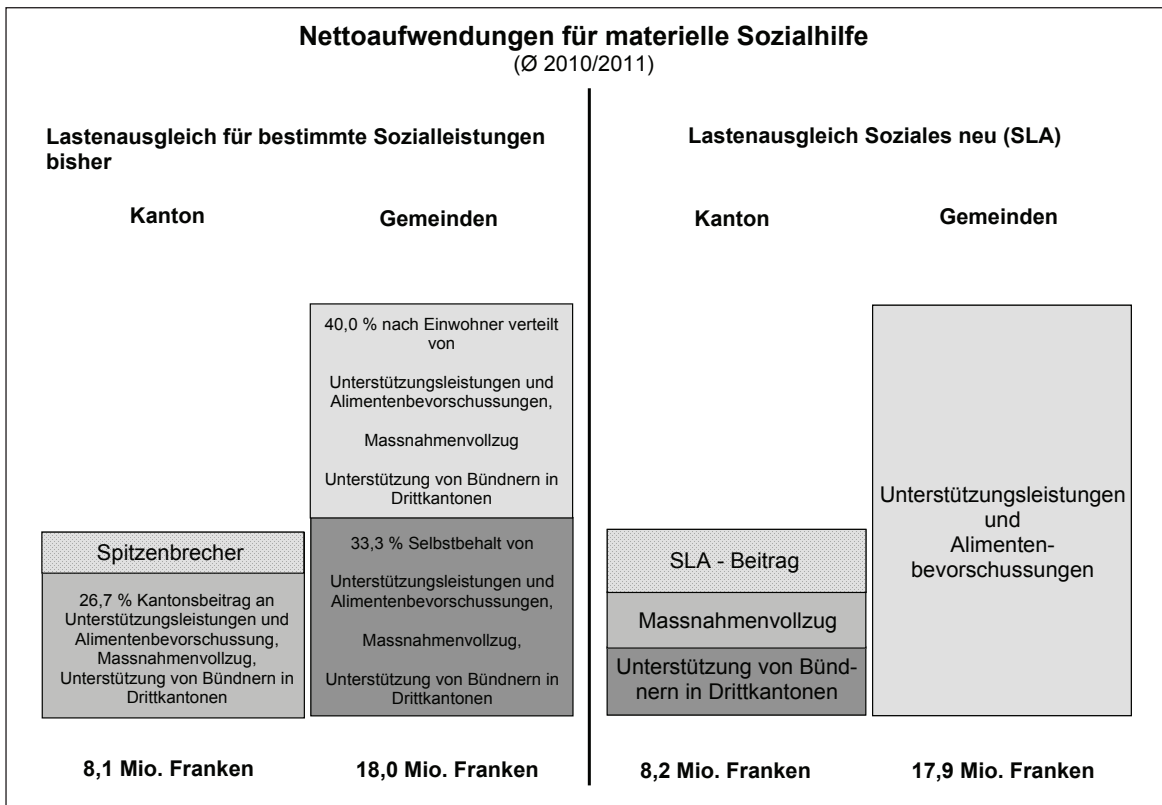 Nettoaufwendungen für materielle Sozialhilfe
(Ø 2010/2011)
Lastenausgleich für bestimmte Sozialleistungen
bisher
Kanton
Gemeinden
40,0 % nach Einwohner verteilt
von
Unterstützungsleistungen und
Alimentenbevorschussungen,
Massnahmenvollzug
Unterstützung von Bündnern in
Drittkantonen
Spitzenbrecher
26,7 % Kantonsbeitrag an
Unterstützungsleistungen und
Alimentenbevorschussung,
Massnahmenvollzug,
Unterstützung von Bündnern in
Drittkantonen
33,3 % Selbstbehalt von
Unterstützungsleistungen und
Alimentenbevorschussungen,
Massnahmenvollzug,
Unterstützung von Bündnern in
Drittkantonen
8,1 Mio. Franken
18,0 Mio. Franken
Lastenausgleich Soziales neu (SLA)
Kanton
Gemeinden
SLA - Beitrag
Massnahmenvollzug
Unterstützung von Bünd-
nern in Drittkantonen
Unterstützungsleistungen
und
Alimenten-
bevorschussungen
8,2 Mio. Franken
17,9 Mio. Franken